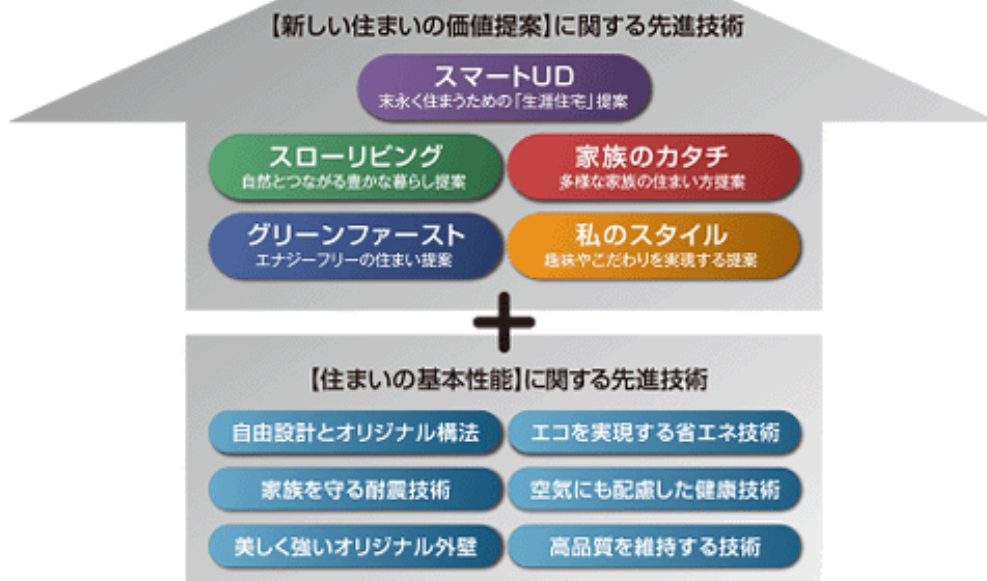 【新しい住まいの価値提案】に関する先進技術
スマートUD
末永く住まうための「生涯住宅」提案
スローリビング
自然とつながる豊かな暮らし提案
家族のカタチ
多様な家族の住まい方提案
グリーンファースト
エナジーフリーの住まい提案
私のスタイル
趣味やこだわりを実現する提案
+
【住まいの基本性能】に関する先進技術
自由設計とオリジナル構法
エコを実現する省エネ技術
家族を守る耐震技術
空気にも配慮した健康技術
美しく強いオリジナル外壁
高品質を維持する技術